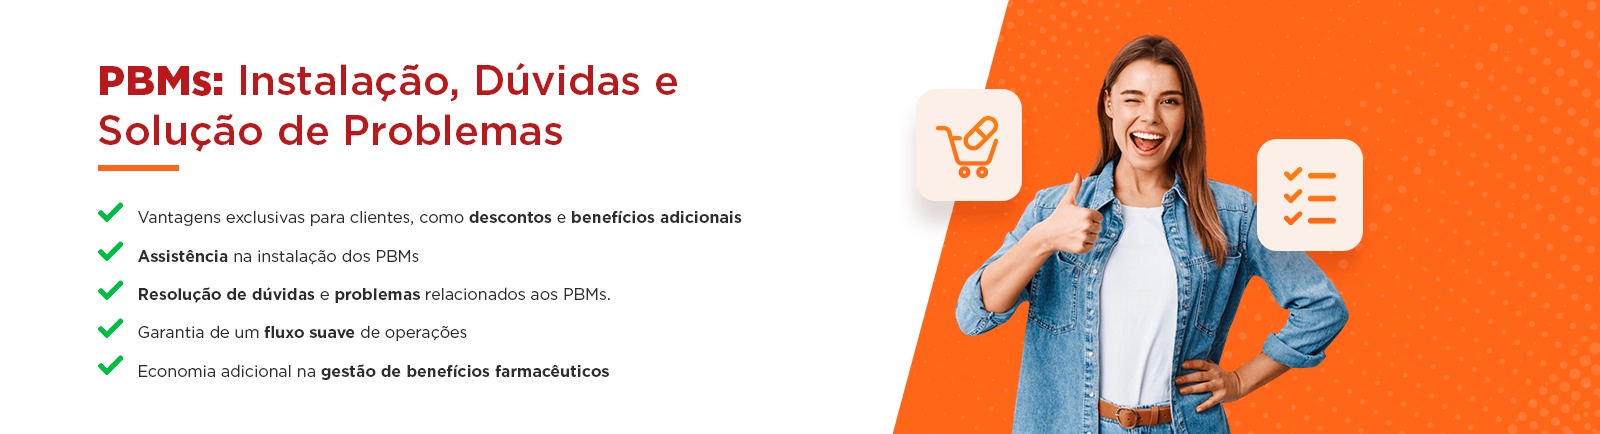 PBMs: Instalação, Dúvidas e
Solução de Problemas
Vantagens exclusivas para clientes, como descontos e benefícios adicionais
Assistência na instalação dos PBMs
Resolução de dúvidas e problemas relacionados aos PBMs.
Garantia de um fluxo suave de operações
Economia adicional na gestão de benefícios farmacêuticos